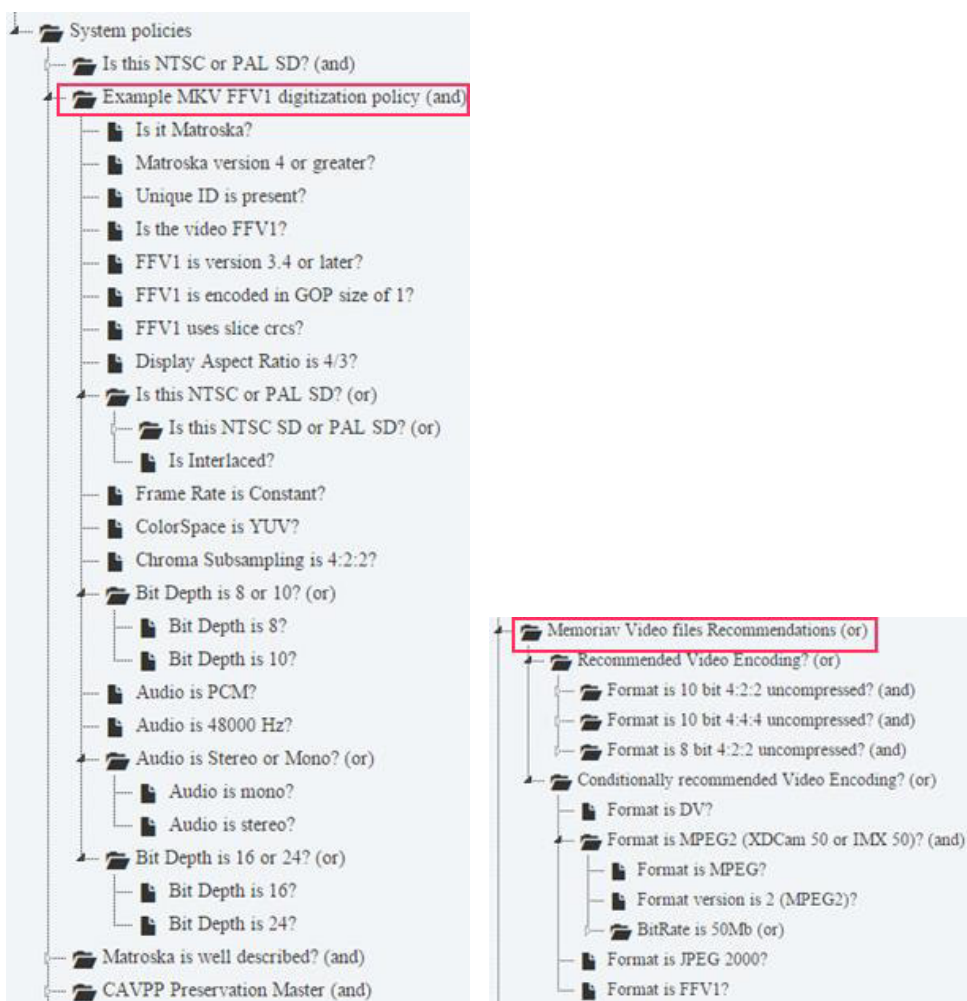 System policies
Is this NTSC or PAL SD? (and)
Example MKV FFV1 digitization policy (and)
Is it Matroska?
Matroska version 4 or greater?
Unique ID is present?
Is the video FFV1?
FFV1 is version 3.4 or later?
FFV1 is encoded in GOP size of 1?
FFV1 uses slice crcs?
Display Aspect Ratio is 4/3?
Is this NTSC or PAL SD? (or)
Is this NTSC SD or PAL SD? (or)
Is Interlaced?
Frame Rate is Constant?
ColorSpace is YUV?
Chroma Subsampling is 4:2:2?
Bit Depth is 8 or 10? (or)
Bit Depth is 8?
Bit Depth is 10?
Audio is PCM?
Audio is 48000 Hz?
Audio is Stereo or Mono? (or)
Audio is mono?
Audio is stereo?
Bit Depth is 16 or 24? (or)
Bit Depth is 16?
Bit Depth is 24?
Matroska is well described? (and)
CAVPP Preservation Master (and)
Memoriav Video files Recommendations (or)
Recommended Video Encoding? (or)
Format is 10 bit 4:2:2 uncompressed? (and)
Format is 10 bit 4:4:4 uncompressed? (and)
Format is 8 bit 4:2:2 uncompressed? (and)
Conditionally recommended Video Encoding? (or)
Format is DV?
Format is MPEG2 (XDCam 50 or IMX 50)? (and)
Format is MPEG?
Format version is 2 (MPEG2)?
BitRate is 50Mb (or)
Format is JPEG 2000?
Format is FFV1?